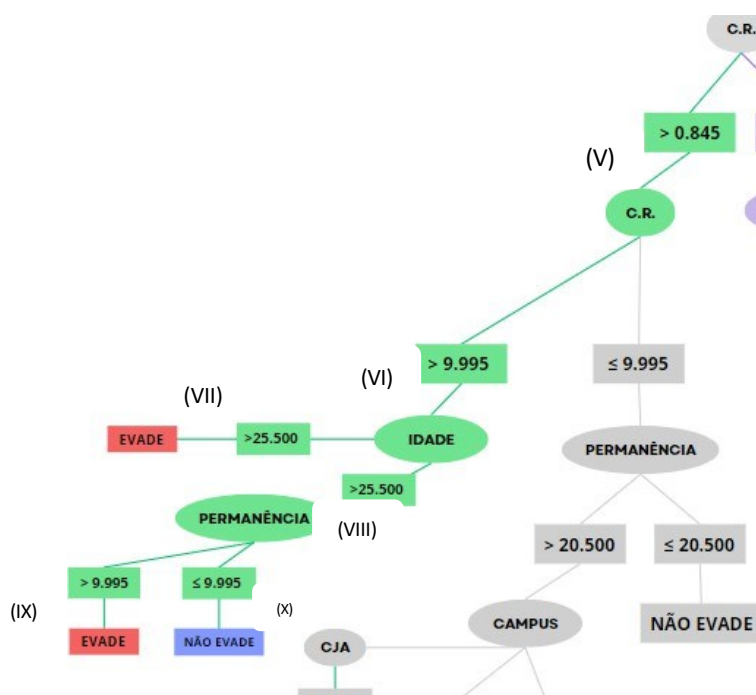 C.R.
> 0.845
(V)
C.R.
> 9.995
≤ 9.995
(VI)
(VII)
EVADE
>25.500
IDADE
PERMANÊNCIA
>25.500
PERMANÊNCIA
(VIII)
> 20.500
≤ 20.500
> 9.995
≤ 9.995
(IX)
(X)
EVADE
NÃO EVADE
CJA
CAMPUS
NÃO EVADE